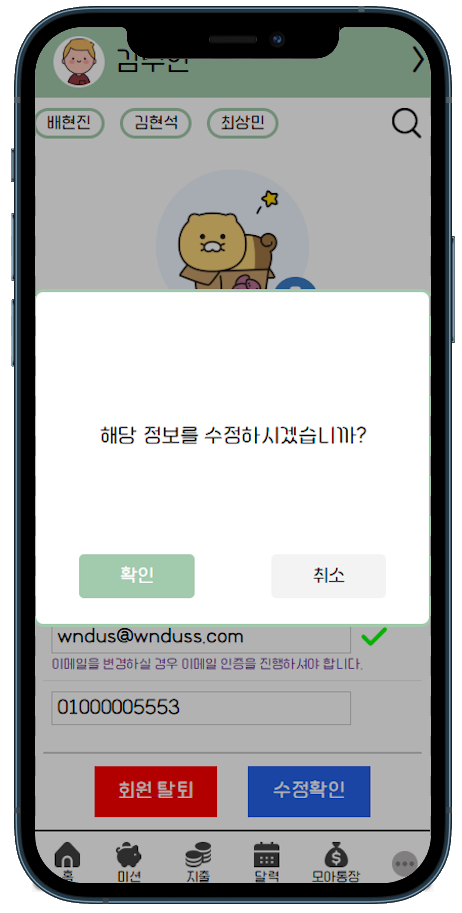 배현진 김현석 최상민
해당 정보를 수정하시겠습니까?
확인 취소
wndus@wnduss.com
이메일을 변경하실 경우 이메일 인증을 진행하셔야 합니다.
01000005553
회원 탈퇴 수정확인
홈 미션 지출 달력 모아통장